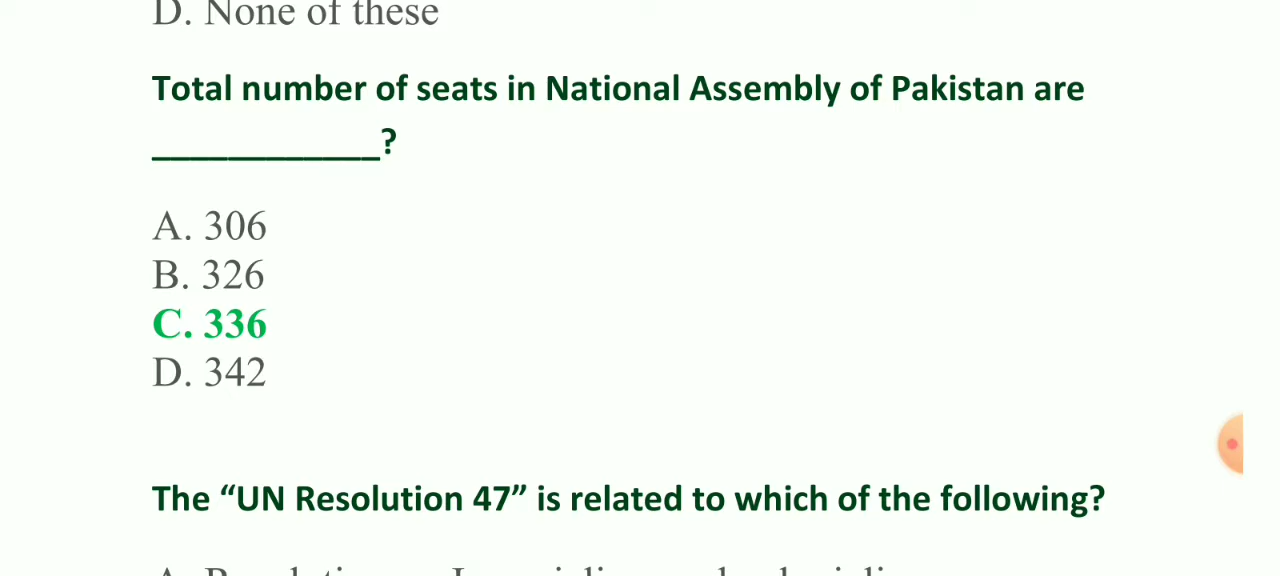 D. None of these
Total number of seats in National Assembly of Pakistan are
____________?
A. 306
B. 326
C. 336
D. 342
The “UN Resolution 47” is related to which of the following?